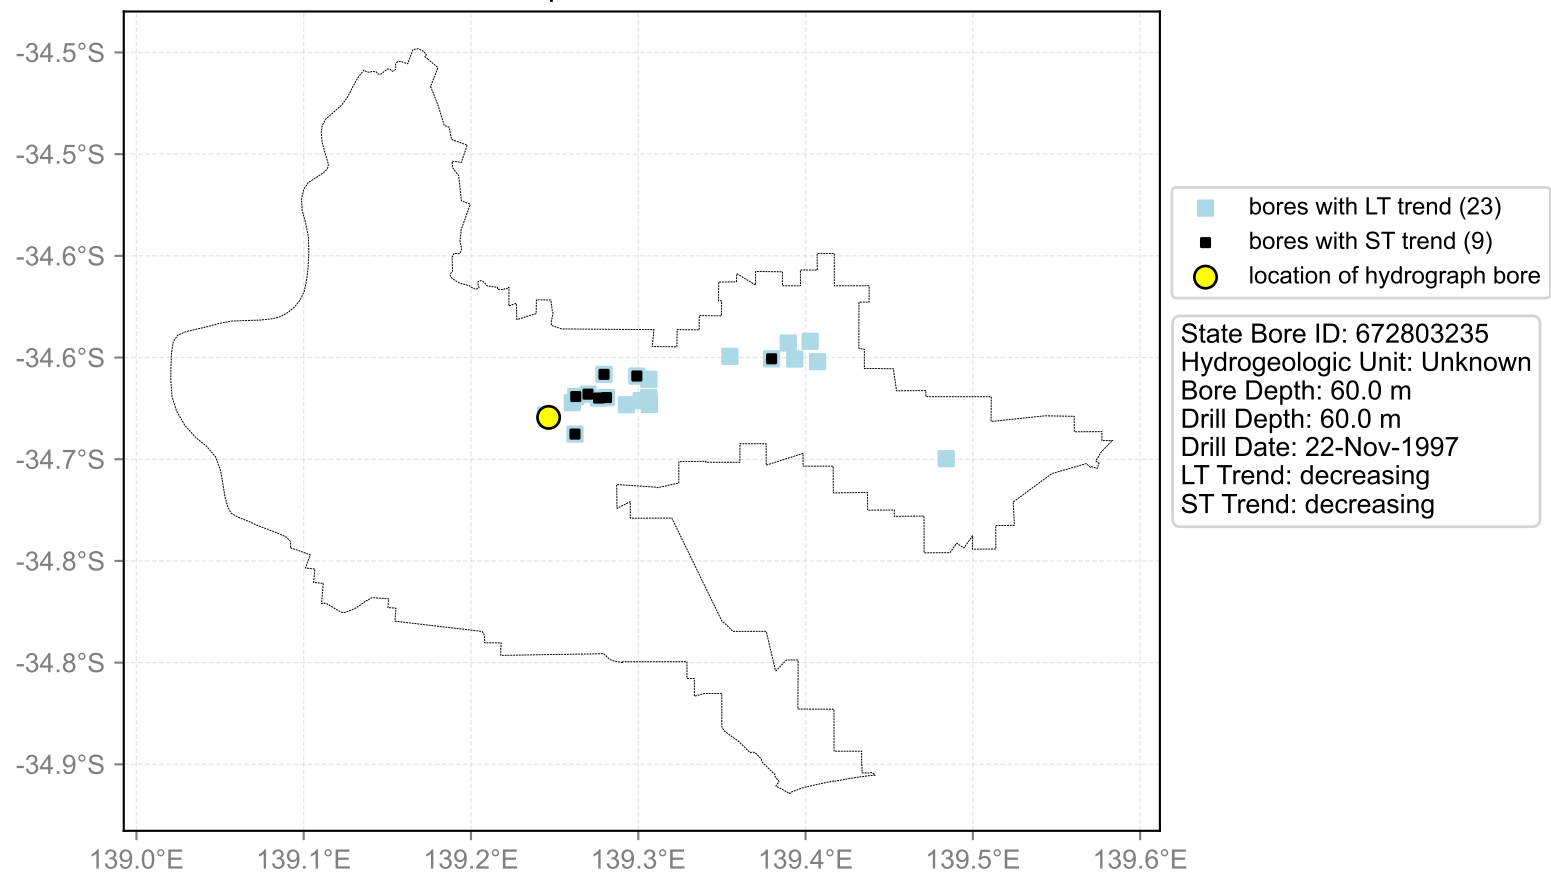 -34.5°S
-34.5°S
-34.6°S
-34.6°S
-34.7°S
-34.8°S
-34.8°S
-34.9°S
139.0°E 139.1°E 139.2°E 139.3°E 139.4°E 139.5°E 139.6°E
bores with LT trend (23)
bores with ST trend (9)
location of hydrograph bore
State Bore ID: 672803235
Hydrogeologic Unit: Unknown
Bore Depth: 60.0 m
Drill Depth: 60.0 m
Drill Date: 22-Nov-1997
LT Trend: decreasing
ST Trend: decreasing